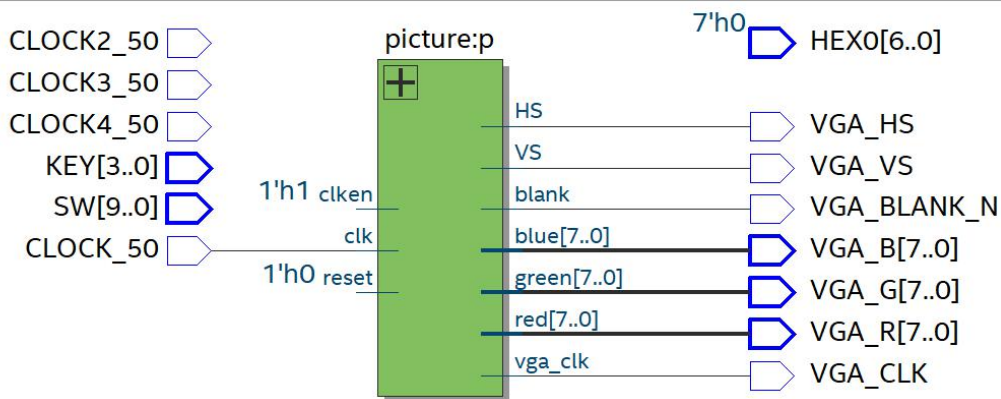 CLOCK2_50
CLOCK3_50
CLOCK4_50
KEY[3..0]
SW[9..0]
CLOCK_50
picture:p
1'h1 clken
clk
1'h0 reset
HS
VS
blank
blue[7..0]
green[7..0]
red[7..0]
vga_clk
7'h0
HEX0[6..0]
VGA_HS
VGA_VS
VGA_BLANK_N
VGA_B[7..0]
VGA_G[7..0]
VGA_R[7..0]
VGA_CLK